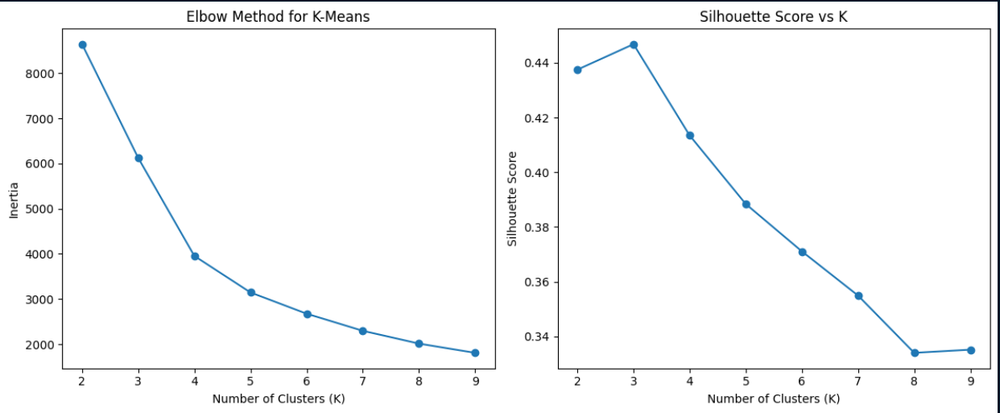 Elbow Method for K-Means
8000
7000
6000
5000
4000
3000
2000
Inertia
2 3 4 5 6 7 8 9
Number of Clusters (K)
Silhouette Score vs K
0.44
0.42
0.40
0.38
0.36
0.34
Silhouette Score
2 3 4 5 6 7 8 9
Number of Clusters (K)